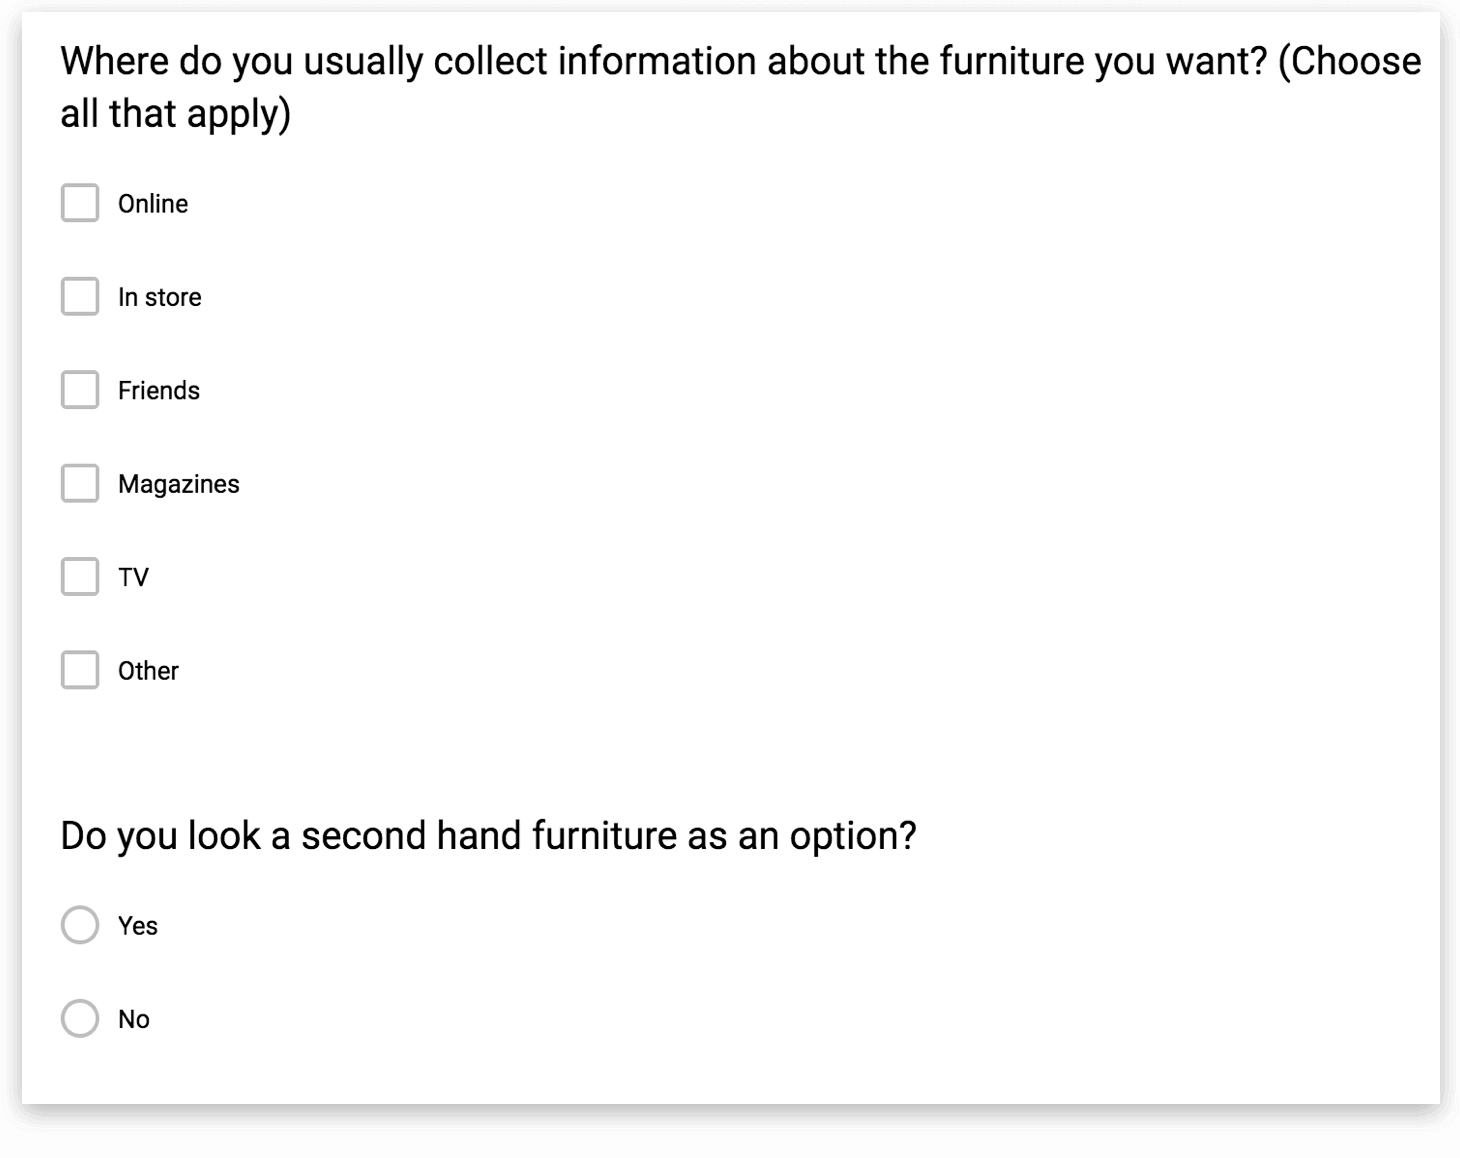 Where do you usually collect information about the furniture you want? (Choose
all that apply)
Online
In store
Friends
Magazines
TV
Other
Do you look a second hand furniture as an option?
Yes
No